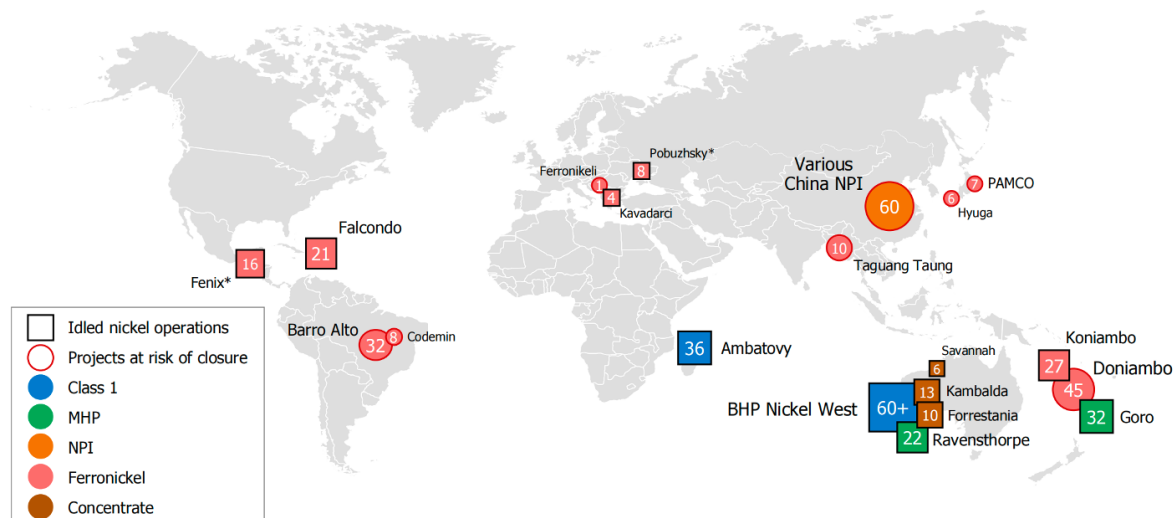 Pobuzhsky*
8
Ferronikeli
1
4
Kavadarci
Various
China NPI
60
7
PAMCO
6
Hyuga
10
Taguang Taung
Falcondo
21
16
Fenix*
Barro Alto
32
8
Codemin
36
Ambatovy
Savannah
6
Koniambo
27
Doniambo
45
32
Goro
13
Kambalda
BHP Nickel West
60+
10
Forrestania
22
Ravensthorpe
Idled nickel operations
Projects at risk of closure
Class 1
MHP
NPI
Ferronickel
Concentrate